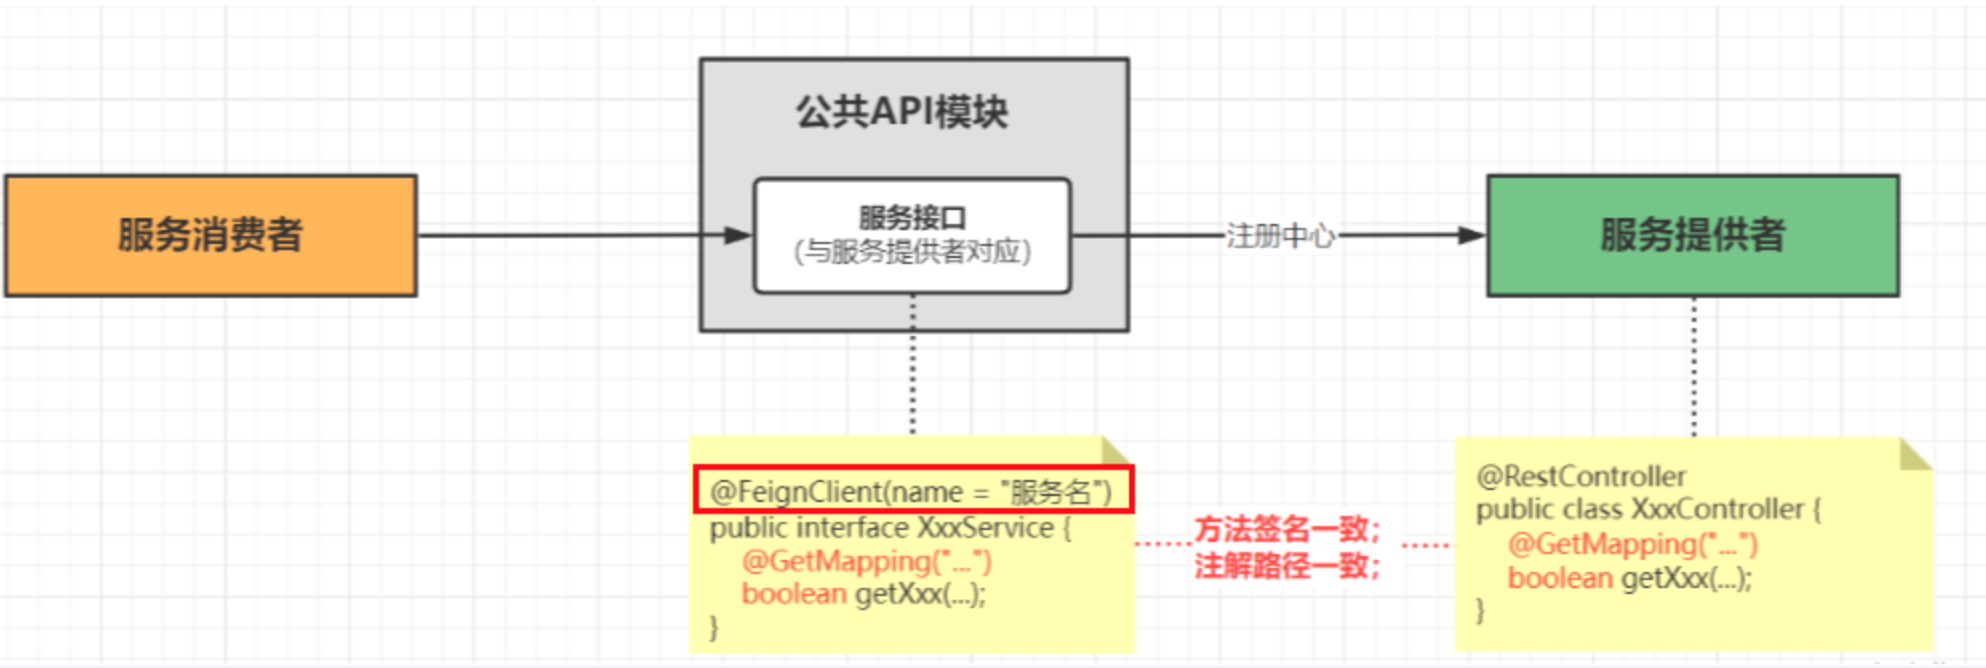 公共API模块
服务消费者
服务接口
(与服务提供者对应)
注册中心
服务提供者
@FeignClient(name = "服务名")
public interface XxxService {
@GetMapping("...")
boolean getXxx(...);
}
方法签名一致;
注解路径一致;
@RestController
public class XxxController {
@GetMapping("...")
boolean getXxx(...);
}